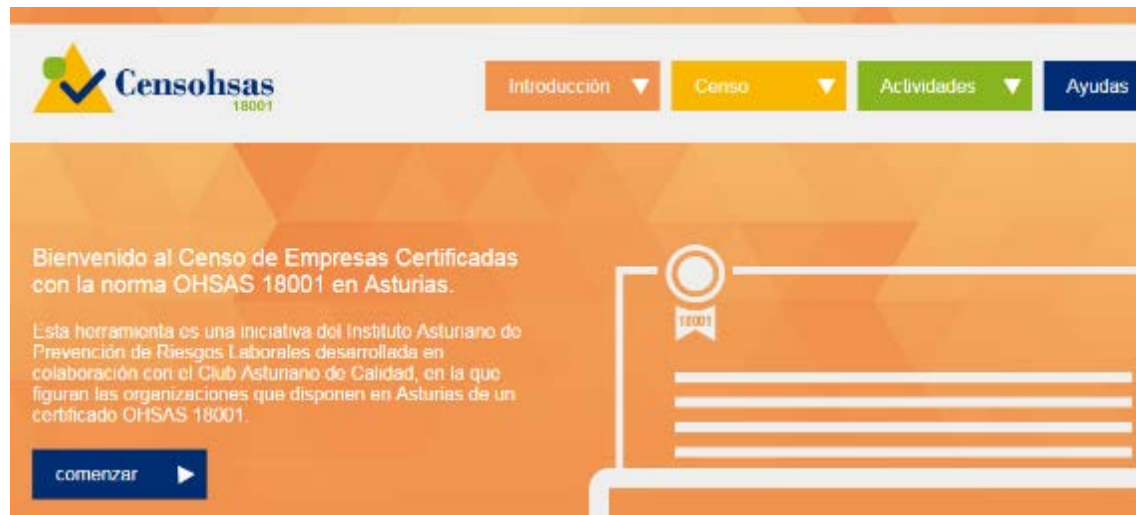 Censohsas
18001
Introducción
Censo
Actividades
Ayudas
Bienvenido al Censo de Empresas Certificadas
con la norma OHSAS 18001 en Asturias.
Esta herramienta es una iniciativa del Instituto Asturiano de
Prevención de Riesgos Laborales desarrollada en
colaboración con el Club Asturiano de Calidad, en la que
figuran las organizaciones que disponen en Asturias de un
certificado OHSAS 18001.
18001
comenzar